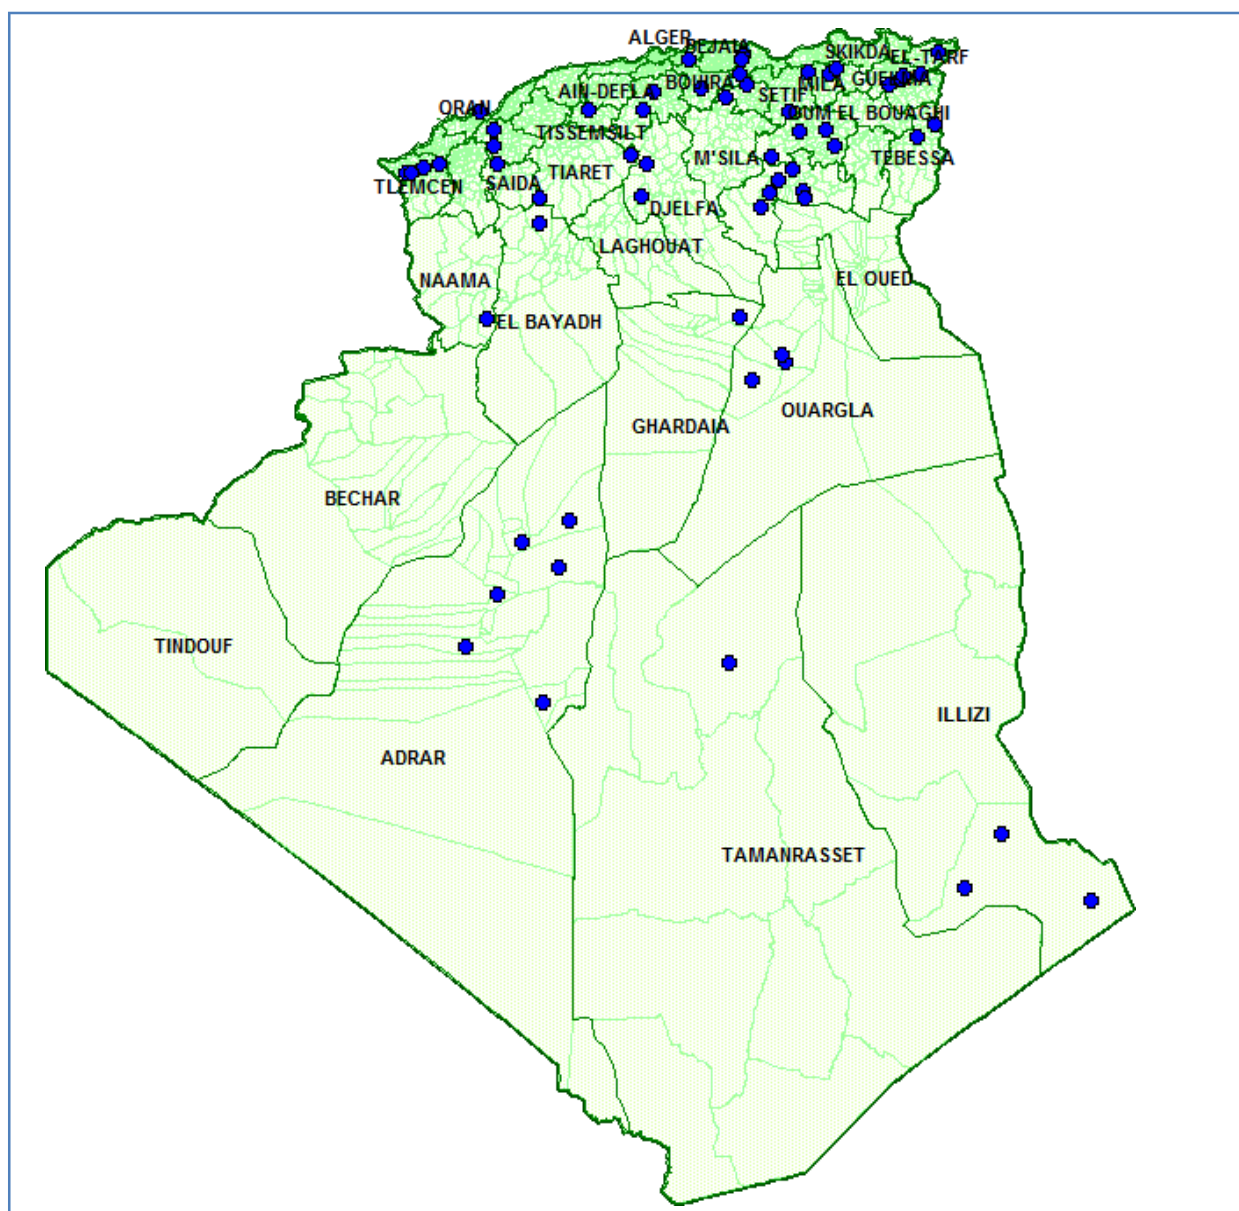 ALGER
BEJAIA
SKIKDA
EL-TARF
BOUIRA
MILA
GUELMA
AIN-DEFLA
SETIF
ORAN
OUM EL BOUAGHI
TISSEMSILT
M'SILA
TEBESSA
TIARET
TLEMCEN
SAIDA
DJELFA
LAGHOUAT
NAAMA
EL OUED
EL BAYADH
OUARGLA
GHARDAIA
BECHAR
TINDOUF
ILLIZI
ADRAR
TAMANRASSET